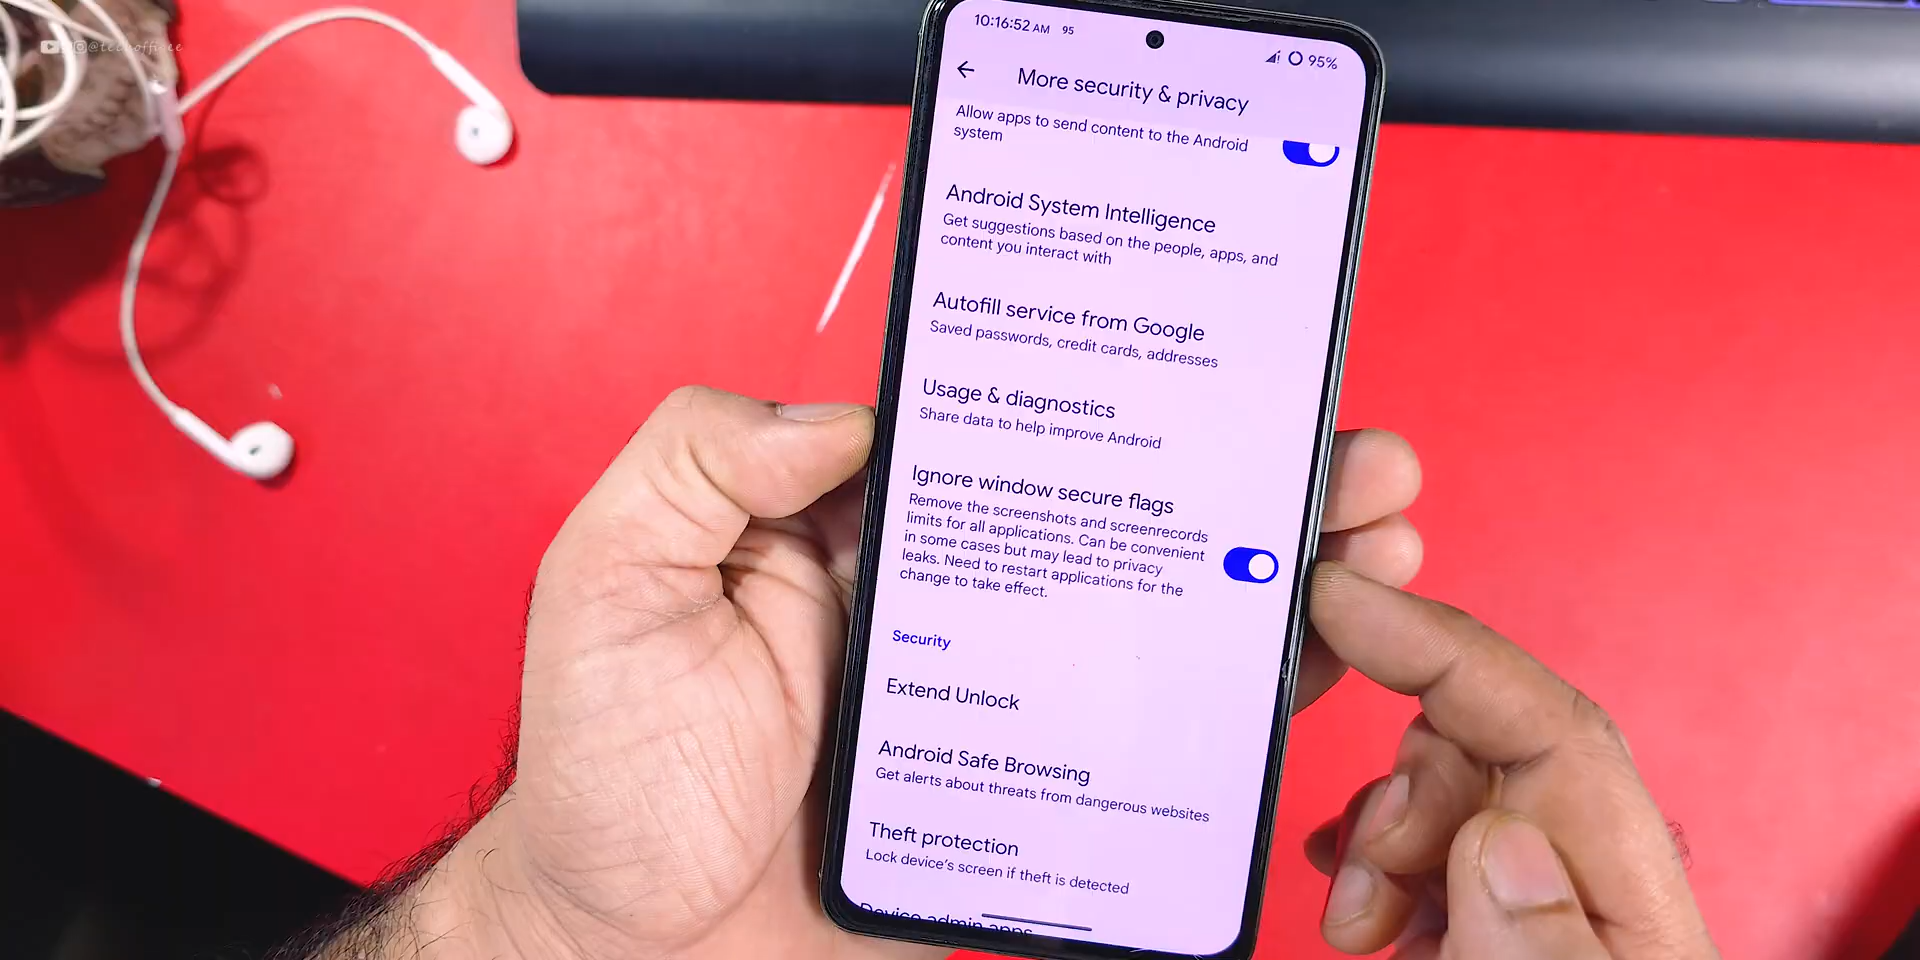 @techoffice
10:16:52 AM 95
95%
More security & privacy
Allow apps to send content to the Android
system
Android System Intelligence
Get suggestions based on the people, apps, and
content you interact with
Autofill service from Google
Saved passwords, credit cards, addresses
Usage & diagnostics
Share data to help improve Android
Ignore window secure flags
Remove the screenshots and screenrecords
limits for all applications. Can be convenient
in some cases but may lead to privacy
leaks. Need to restart applications for the
change to take effect.
Security
Extend Unlock
Android Safe Browsing
Get alerts about threats from dangerous websites
Theft protection
Lock device's screen if theft is detected
Device admin apps